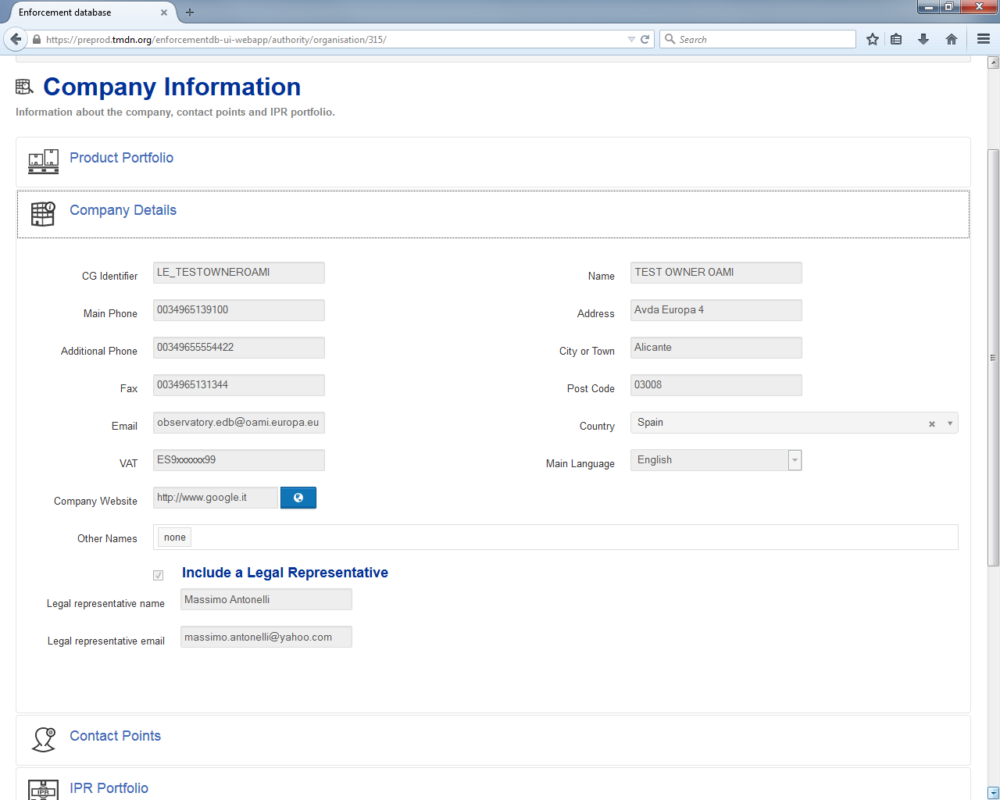 Enforcement database
https://preprod.tmdn.org/enforcementdb-ui-webapp/authority/organisation/315/
Search
Company Information
Information about the company, contact points and IPR portfolio.
Product Portfolio
Company Details
CG Identifier LE_TESTOWNEROAMI Name TEST OWNER OAMI
Main Phone 0034965139100 Address Avda Europa 4
Additional Phone 00349655554422 City or Town Alicante
Fax 0034965131344 Post Code 03008
Email observatory.edb@oami.europa.eu Country Spain
VAT ES9xxxxxx99 Main Language English
Company Website http://www.google.it
Other Names none
Include a Legal Representative
Legal representative name Massimo Antonelli
Legal representative email massimo.antonelli@yahoo.com
Contact Points
IPR IPR Portfolio